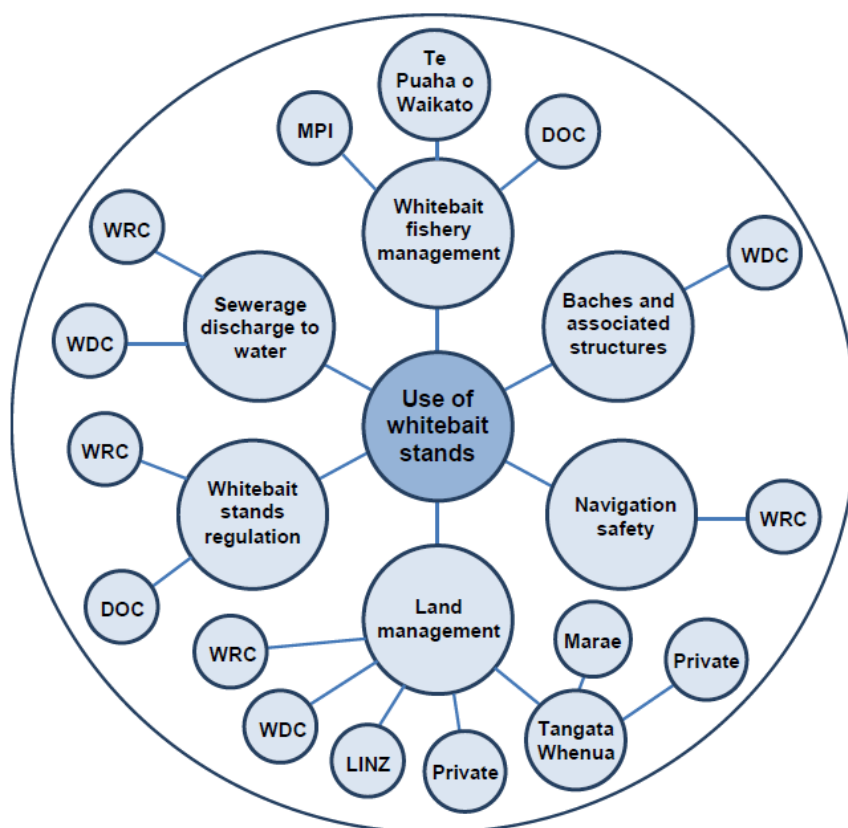 Te
Puaha o
Waikato
MPI
DOC
Whitebait
fishery
management
WRC
WDC
Sewerage
discharge to
water
Baches and
associated
structures
WDC
Use of
whitebait
stands
WRC
Whitebait
stands
regulation
Navigation
safety
WRC
DOC
Land
management
WRC
Marae
Private
WDC
Tangata
Whenua
LINZ
Private